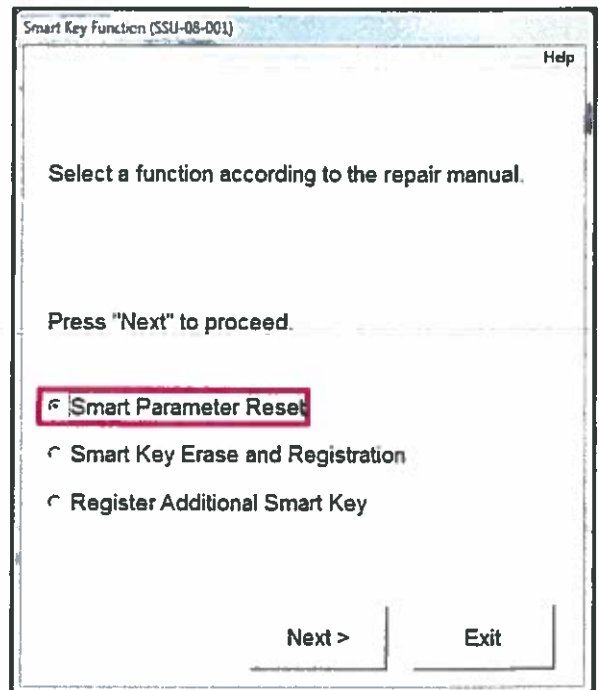 Smart Key Function (SSU-08-001)
Help
Select a function according to the repair manual.
Press "Next" to proceed.
Smart Parameter Reset
Smart Key Erase and Registration
Register Additional Smart Key
Next >
Exit